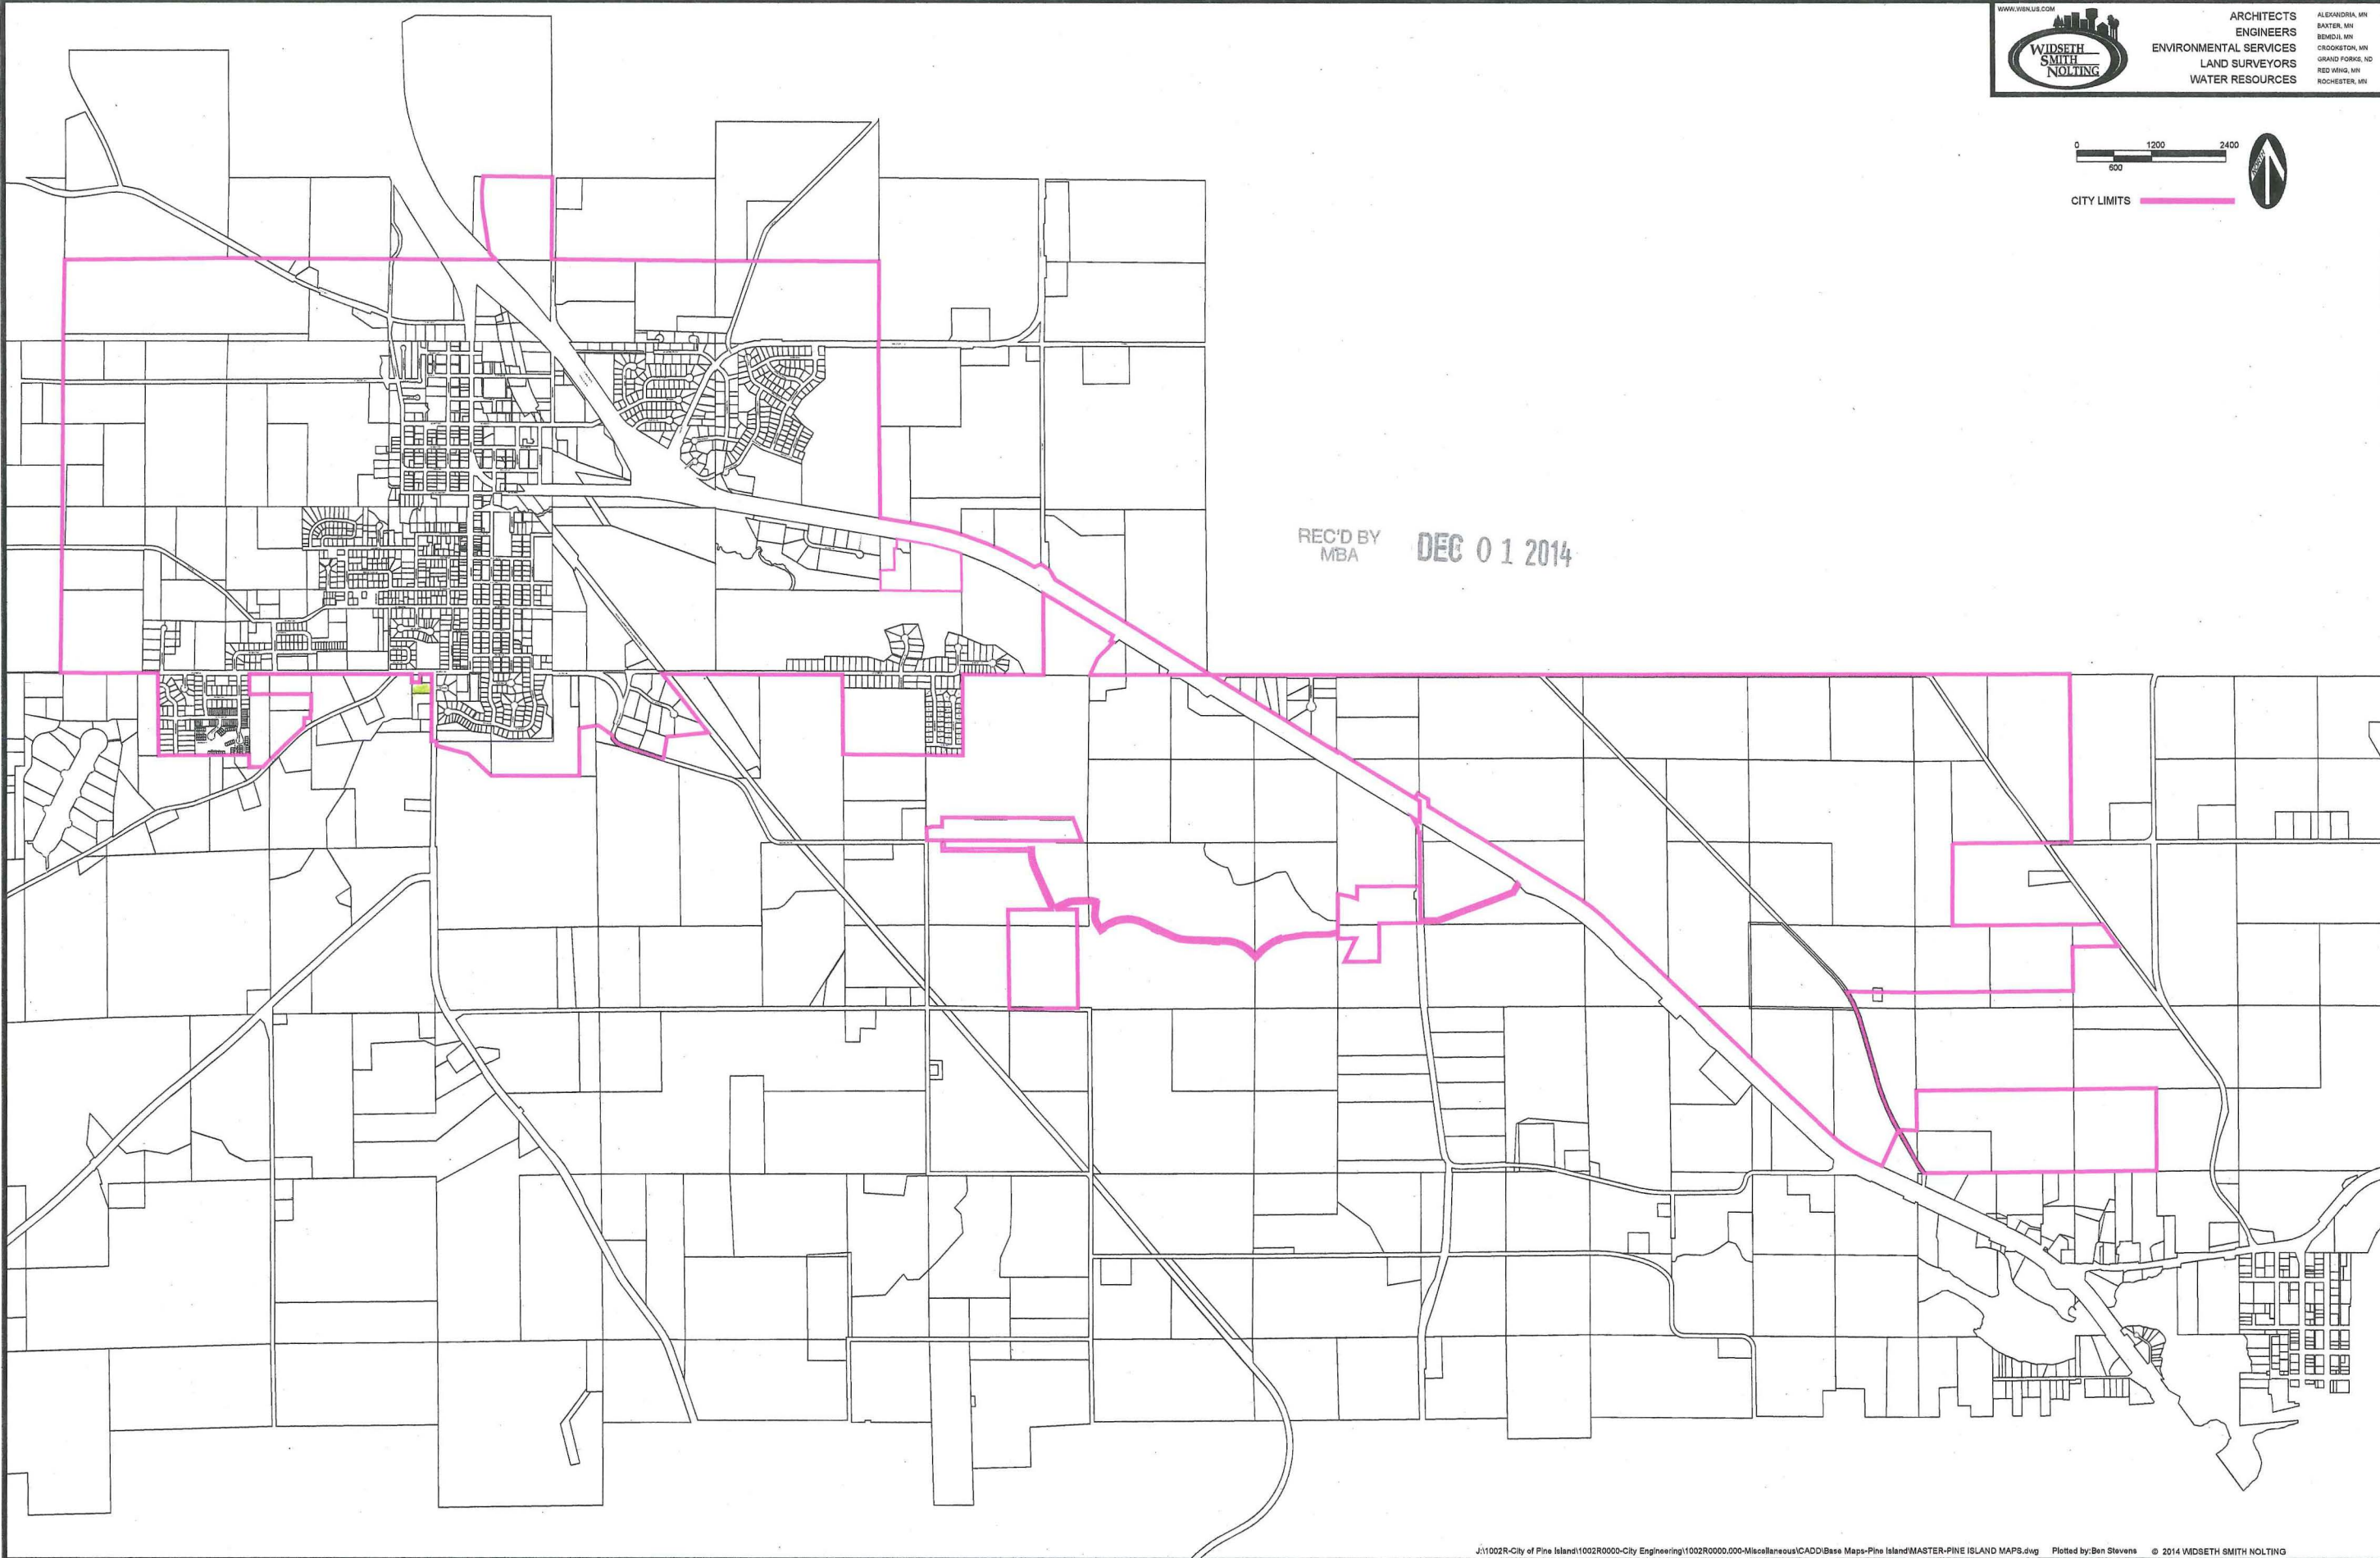 WWW.WSN.US.COM
WIDSETH
SMITH
NOLTING
ARCHITECTS
ENGINEERS
ENVIRONMENTAL SERVICES
LAND SURVEYORS
WATER RESOURCES
ALEXANDRIA, MN
BAXTER, MN
BEMIDJI, MN
CROOKSTON, MN
GRAND FORKS, ND
RED WING, MN
ROCHESTER, MN
0 1200 2400
600
NORTH
CITY LIMITS
REC'D BY
MBA
DEC 01 2014
J:\1002R-City of Pine Island\1002R0000-City Engineering\1002R0000.000-Miscellaneous\CADD\Base Maps-Pine Island\MASTER-PINE ISLAND MAPS.dwg Plotted by:Ben Stevens © 2014 WIDSETH SMITH NOLTING